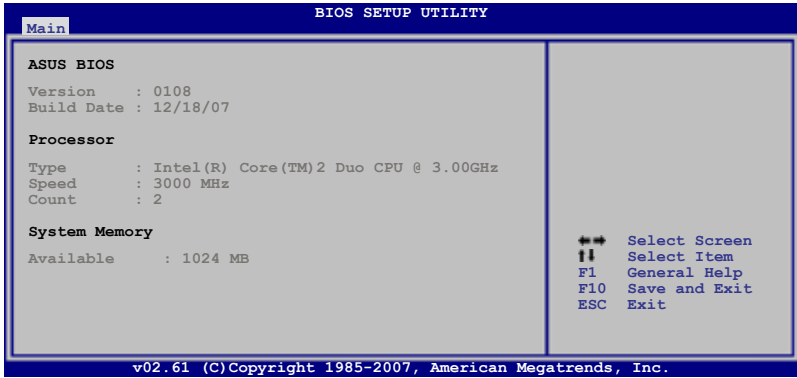 BIOS SETUP UTILITY
Main
ASUS BIOS
Version : 0108
Build Date : 12/18/07
Processor
Type : Intel(R) Core(TM)2 Duo CPU @ 3.00GHz
Speed : 3000 MHz
Count : 2
System Memory
Available : 1024 MB
←→ Select Screen
↑↓ Select Item
F1 General Help
F10 Save and Exit
ESC Exit
v02.61 (C)Copyright 1985-2007, American Megatrends, Inc.